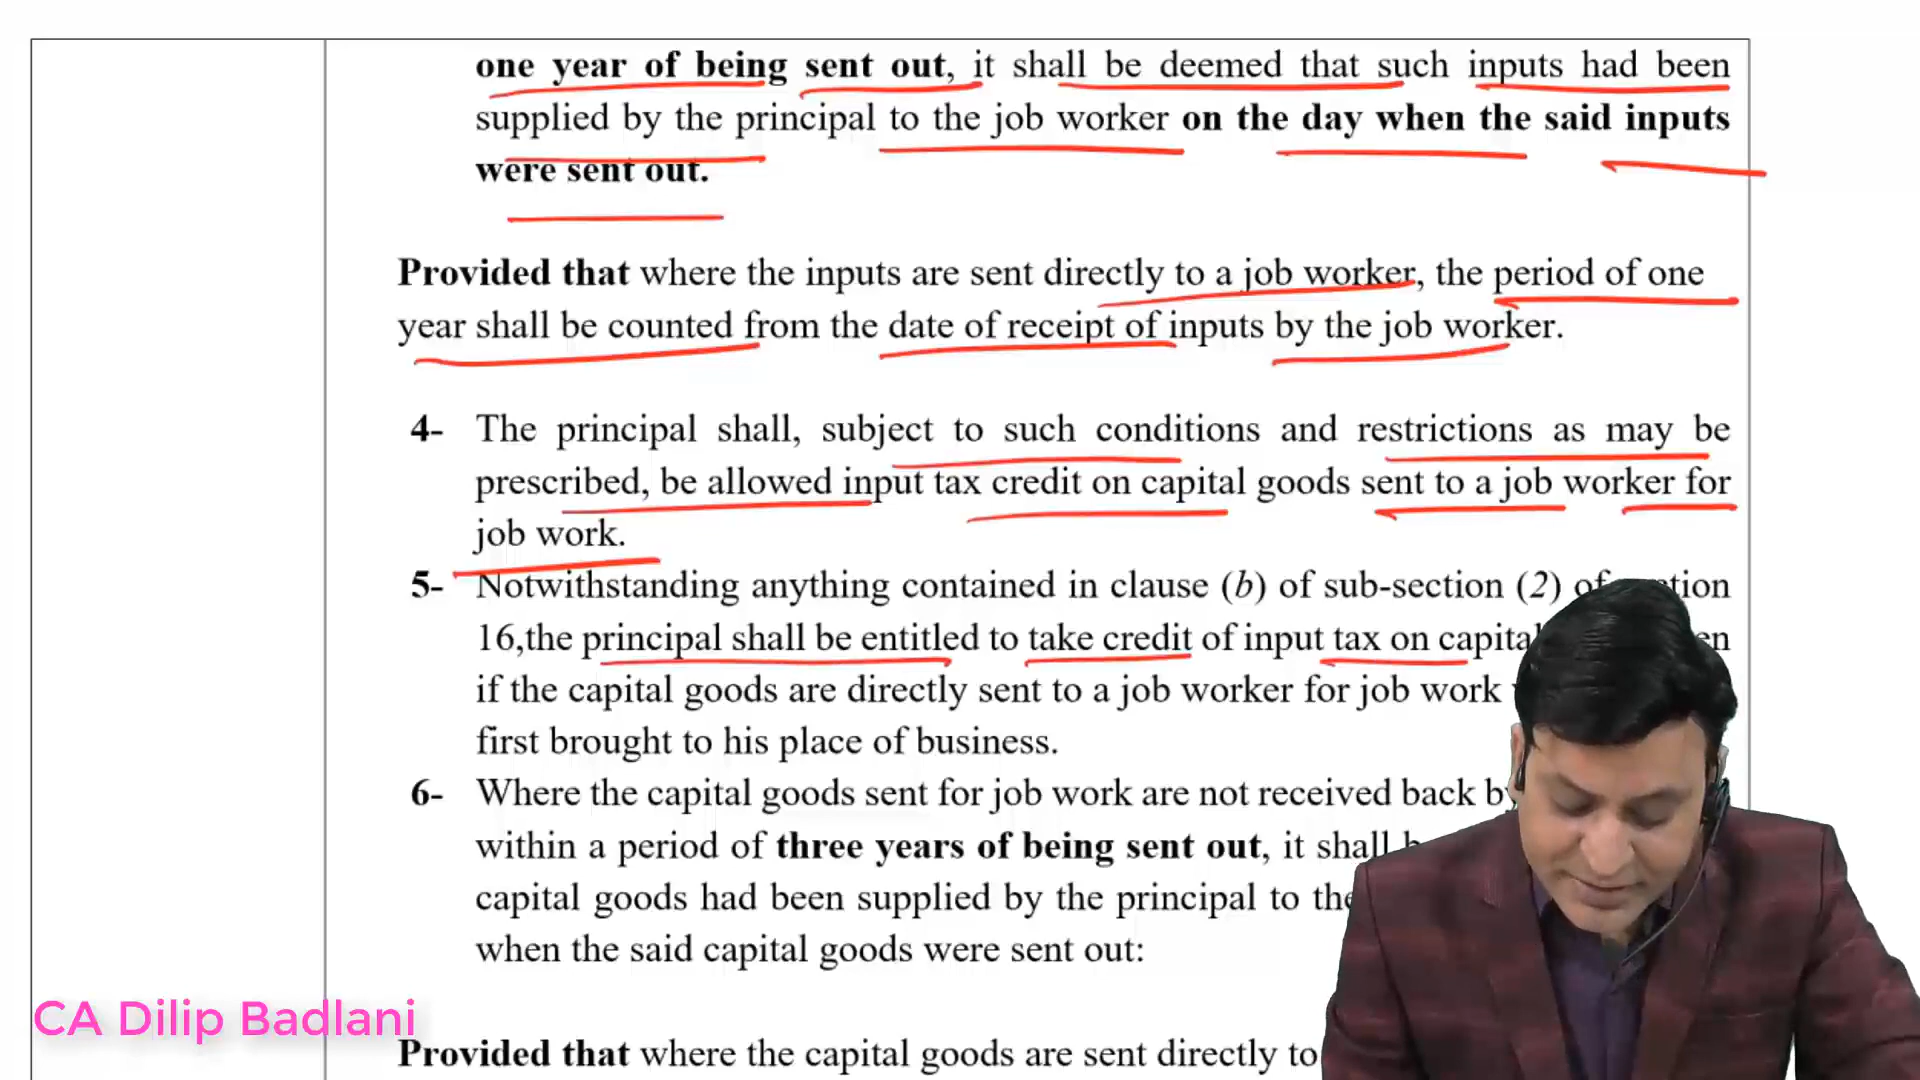 one year of being sent out, it shall be deemed that such inputs had been
supplied by the principal to the job worker on the day when the said inputs
were sent out.
Provided that where the inputs are sent directly to a job worker, the period of one
year shall be counted from the date of receipt of inputs by the job worker.
4- The principal shall, subject to such conditions and restrictions as may be
prescribed, be allowed input tax credit on capital goods sent to a job worker for
job work.
5- Notwithstanding anything contained in clause (b) of sub-section (2) of
16,the principal shall be entitled to take credit of input tax on capital
if the capital goods are directly sent to a job worker for job work
first brought to his place of business.
6- Where the capital goods sent for job work are not received back
within a period of three years of being sent out, it shall
capital goods had been supplied by the principal to the
when the said capital goods were sent out:
CA Dilip Badlani
Provided that where the capital goods are sent directly to